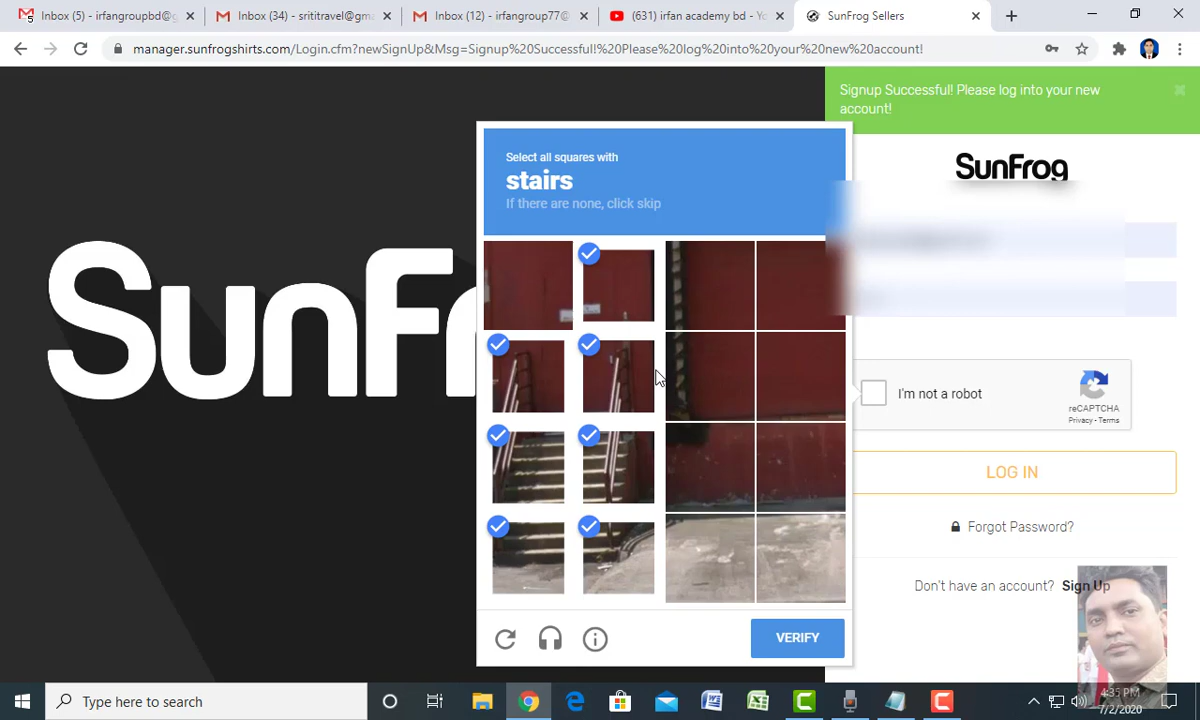 Inbox (5) - irfangroupbd@g
Inbox (34) - srititravel@gma
Inbox (12) - irfangroup77@
(631) irfan academy bd - Yo
SunFrog Sellers
manager.sunfrogshirts.com/Login.cfm?newSignUp&Msg=Signup%20Successful!%20Please%20log%20into%20your%20new%20account!
Signup Successful! Please log into your new
account!
Select all squares with
stairs
If there are none, click skip
SunFrog
SunF
I'm not a robot
reCAPTCHA
Privacy - Terms
LOG IN
Forgot Password?
Don't have an account? Sign Up
VERIFY
Type here to search
4:35 PM
7/2/2020